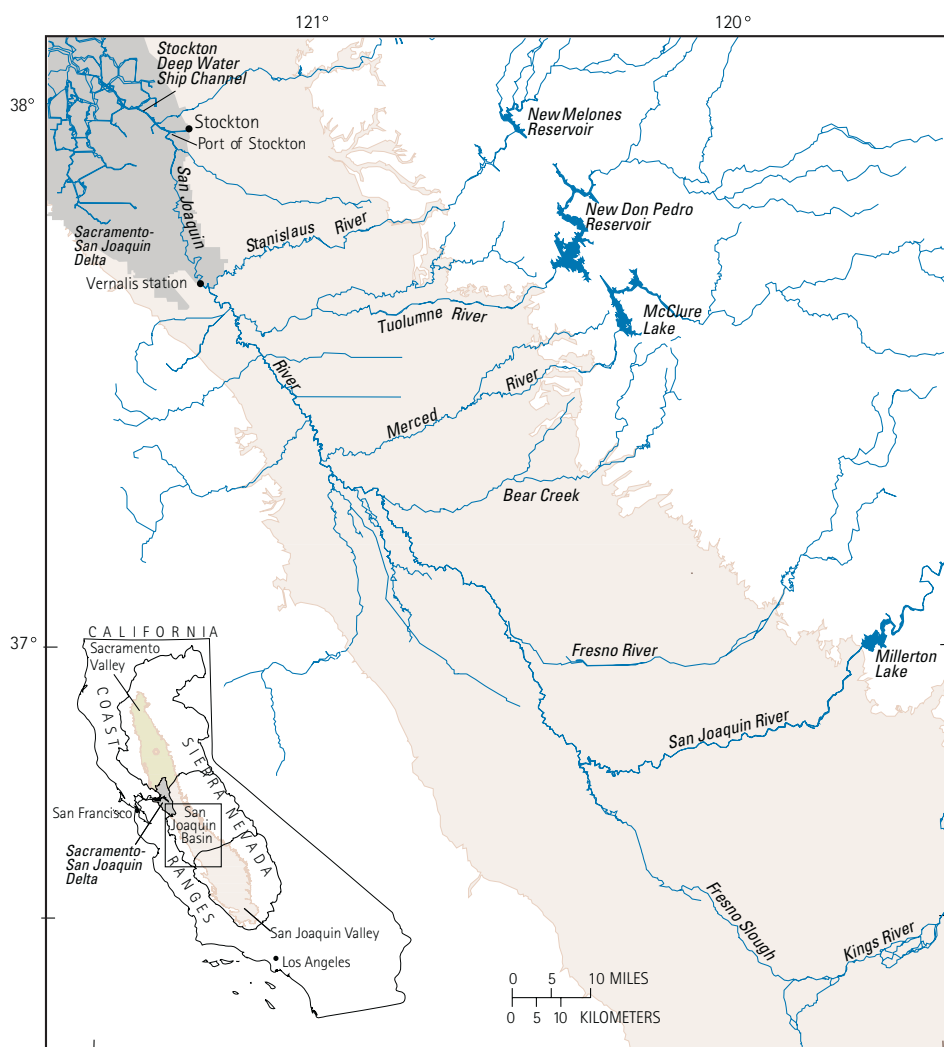 121°
120°
38°
37°
Stockton
Deep Water
Ship Channel
Stockton
Port of Stockton
San Joaquin
Sacramento-
San Joaquin
Delta
Vernalis station
Stanislaus River
New Melones
Reservoir
New Don Pedro
Reservoir
McClure
Lake
Tuolumne River
River
Merced River
Bear Creek
Fresno River
Millerton
Lake
San Joaquin River
Fresno Slough
Kings River
CALIFORNIA
Sacramento
Valley
COAST RANGES
SIERRA NEVADA
San Francisco
San
Joaquin
Basin
Sacramento-
San Joaquin
Delta
San Joaquin Valley
Los Angeles
0 5 10 MILES
0 5 10 KILOMETERS